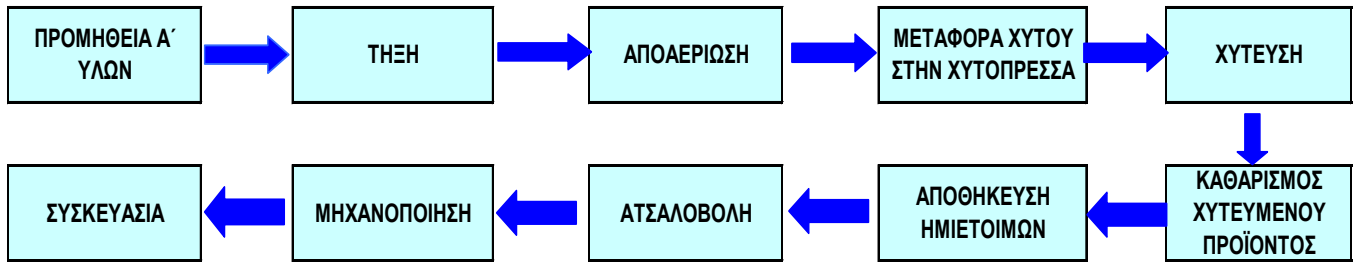 ΠΡΟΜΗΘΕΙΑ Α΄
ΥΛΩΝ
ΤΗΞΗ
ΑΠΟΑΕΡΙΩΣΗ
ΜΕΤΑΦΟΡΑ ΧΥΤΟΥ
ΣΤΗΝ ΧΥΤΟΠΡΕΣΣΑ
ΧΥΤΕΥΣΗ
ΚΑΘΑΡΙΣΜΟΣ
ΧΥΤΕΥΜΕΝΟΥ
ΠΡΟΪΟΝΤΟΣ
ΑΠΟΘΗΚΕΥΣΗ
ΗΜΙΕΤΟΙΜΩΝ
ΑΤΣΑΛΟΒΟΛΗ
ΜΗΧΑΝΟΠΟΙΗΣΗ
ΣΥΣΚΕΥΑΣΙΑ